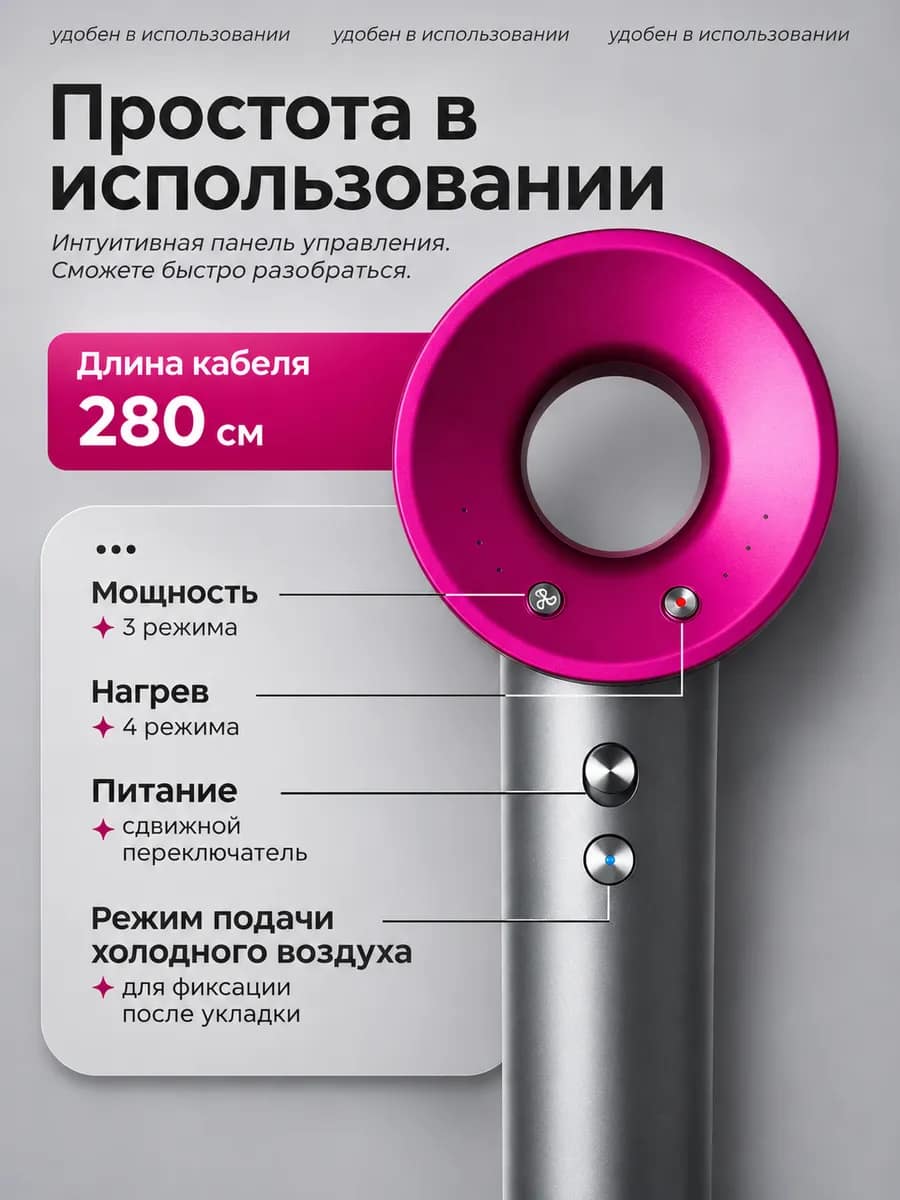 удобен в использовании удобен в использовании удобен в использовании
Простота в
использовании
Интуитивная панель управления.
Сможете быстро разобраться.
Длина кабеля
280 см
Мощность
3 режима
Нагрев
4 режима
Питание
сдвижной
переключатель
Режим подачи
холодного воздуха
для фиксации
после укладки